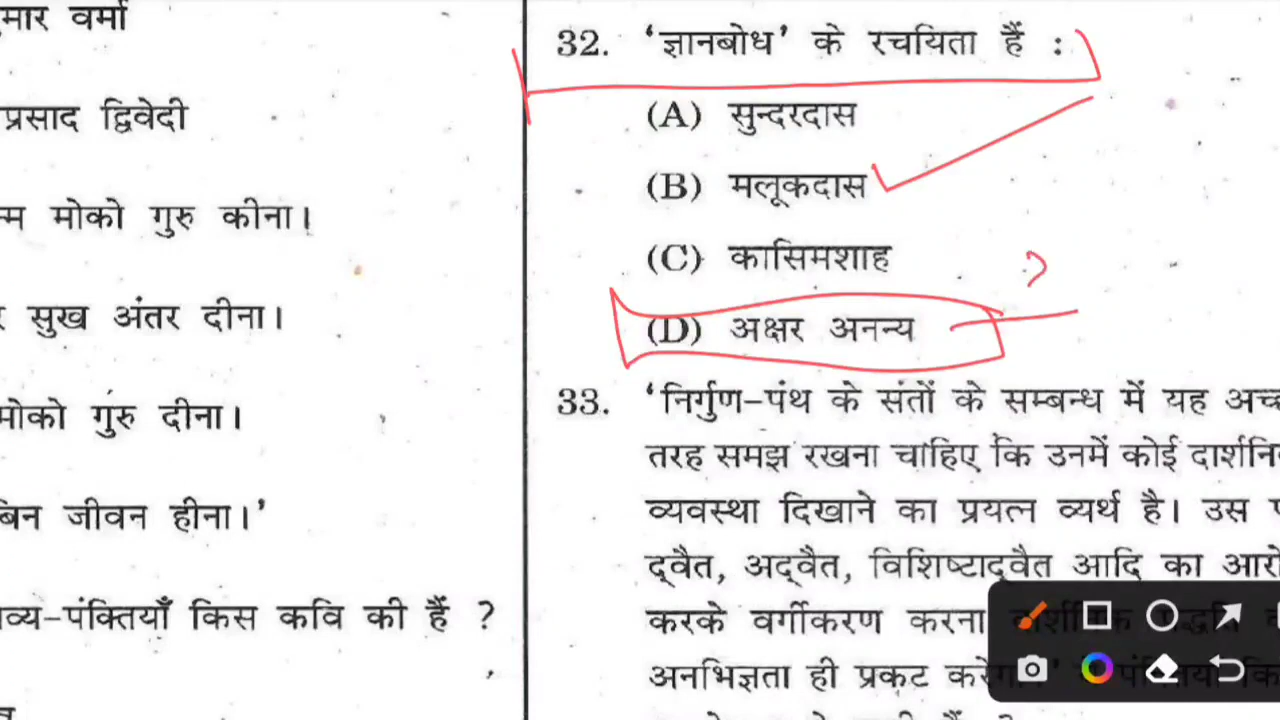 मार वर्मा
प्रसाद द्विवेदी
म्म मोको गुरु कीना।
सुख अंतर दीना।
मोको गुरु दीना।
बिन जीवन हीना।'
व्य-पंक्तियाँ किस कवि की हैं ?
32. 'ज्ञानबोध' के रचयिता हैं :
(A) सुन्दरदास
(B) मलूकदास
(C) कासिमशाह
(D) अक्षर अनन्य
33. 'निर्गुण-पंथ के संतों के सम्बन्ध में यह अच्छ
तरह समझ रखना चाहिए कि उनमें कोई दार्शनि
व्यवस्था दिखाने का प्रयत्न व्यर्थ है। उस
द्वैत, अद्वैत, विशिष्टाद्वैत आदि का आरो
करके वर्गीकरण करना
अनभिज्ञता ही प्रकट